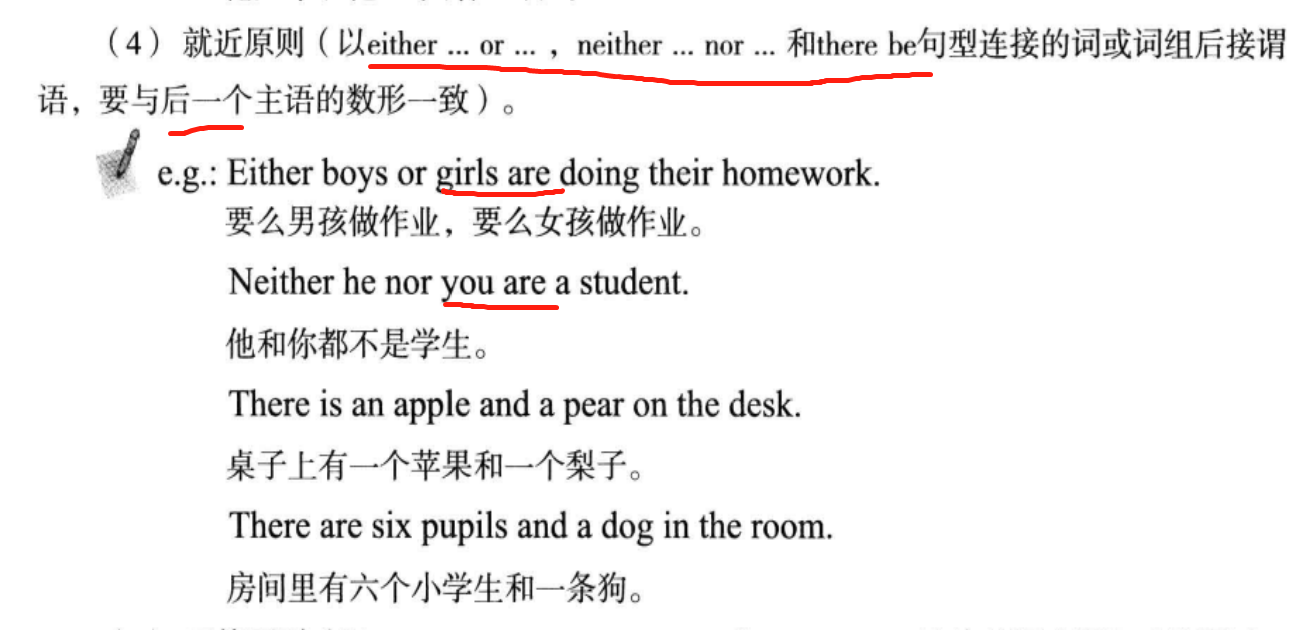 （4） 就近原则（以either ... or ... ，neither ... nor ... 和there be句型连接的词或词组后接谓
语，要与后一个主语的数形一致）。
e.g.: Either boys or girls are doing their homework.
要么男孩做作业，要么女孩做作业。
Neither he nor you are a student.
他和你都不是学生。
There is an apple and a pear on the desk.
桌子上有一个苹果和一个梨子。
There are six pupils and a dog in the room.
房间里有六个小学生和一条狗。